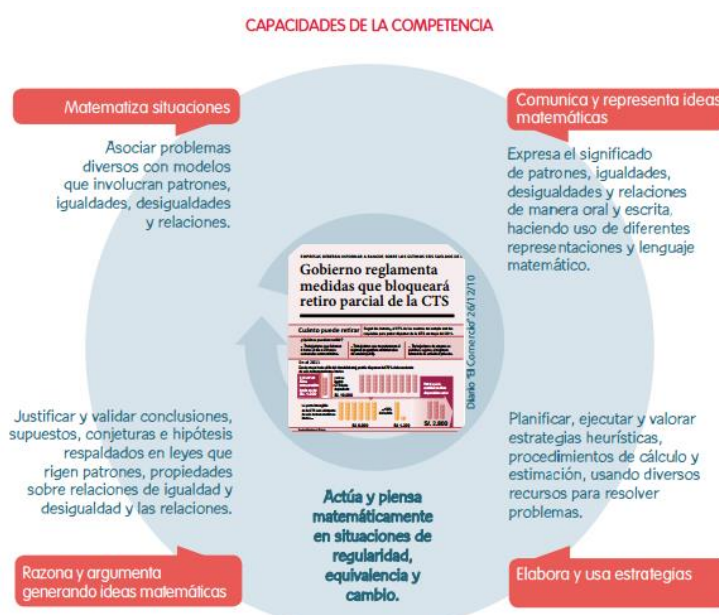 CAPACIDADES DE LA COMPETENCIA
Matematiza situaciones
Asociar problemas
diversos con modelos
que involucran patrones,
igualdades, desigualdades
y relaciones.
Comunica y representa ideas
matemáticas
Expresa el significado
de patrones, igualdades,
desigualdades y relaciones
de manera oral y escrita,
haciendo uso de diferentes
representaciones y lenguaje
matemático.
Gobierno reglamenta
medidas que bloqueará
retiro parcial de la CTS
Cuánto puede retirar
En el 2011
S/. 2.800
Diario "El Comercio" 26/12/10
Justificar y validar conclusiones,
supuestos, conjeturas e hipótesis
respaldados en leyes que
rigen patrones, propiedades
sobre relaciones de igualdad y
desigualdad y las relaciones.
Razona y argumenta
generando ideas matemáticas
Actúa y piensa
matemáticamente
en situaciones de
regularidad,
equivalencia y
cambio.
Planificar, ejecutar y valorar
estrategias heurísticas,
procedimientos de cálculo y
estimación, usando diversos
recursos para resolver
problemas.
Elabora y usa estrategias